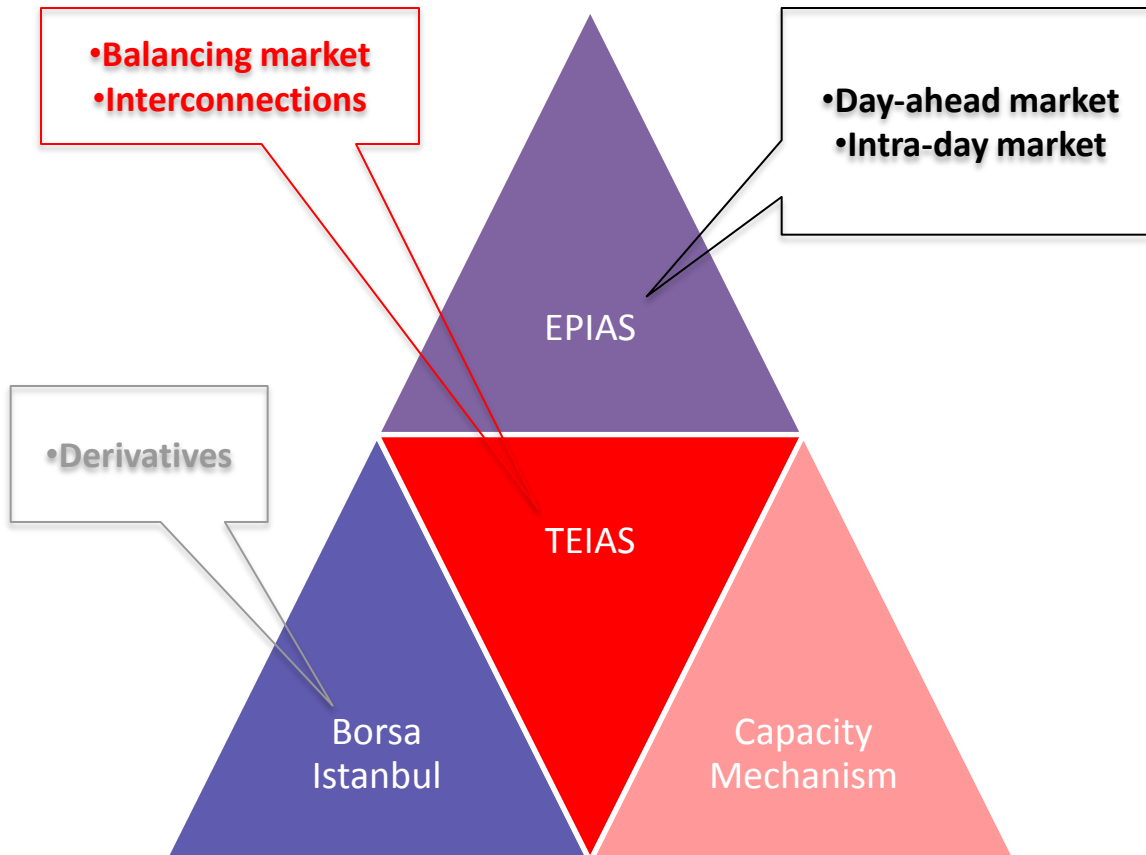 •Balancing market
•Interconnections
•Day-ahead market
•Intra-day market
EPIAS
•Derivatives
TEIAS
Borsa
Istanbul
Capacity
Mechanism